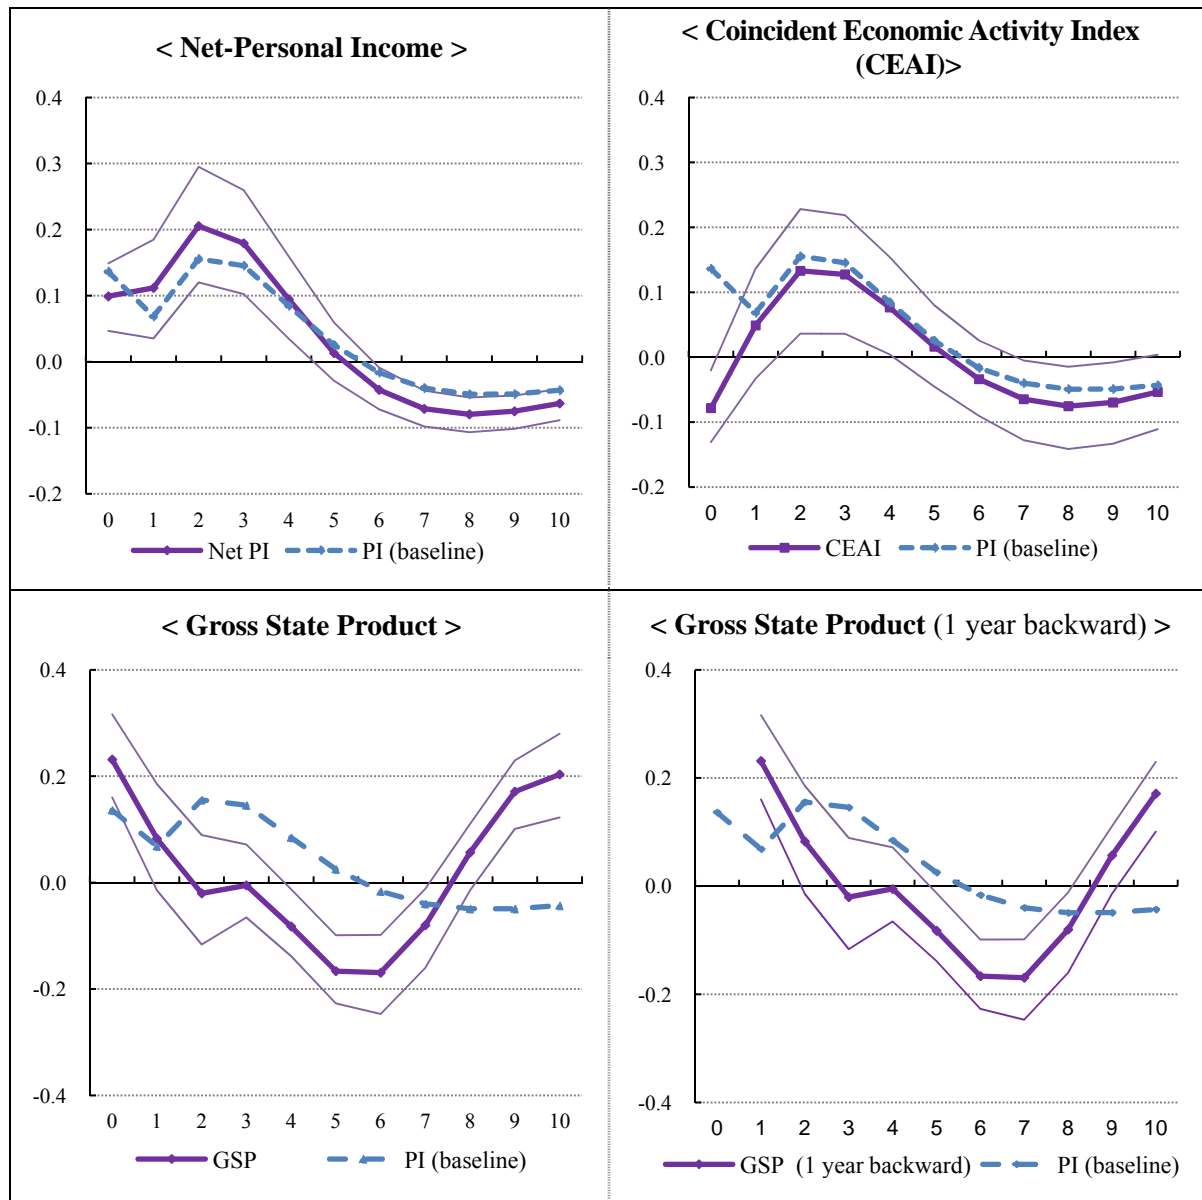 < Net-Personal Income >
0.4
0.3
0.2
0.1
0.0
-0.1
-0.2
0 1 2 3 4 5 6 7 8 9 10
Net PI PI (baseline)
< Coincident Economic Activity Index
(CEAI)>
0.4
0.3
0.2
0.1
0.0
-0.1
-0.2
0 1 2 3 4 5 6 7 8 9 10
CEAI PI (baseline)
< Gross State Product >
0.4
0.2
0.0
-0.2
-0.4
0 1 2 3 4 5 6 7 8 9 10
GSP PI (baseline)
< Gross State Product (1 year backward) >
0.4
0.2
0.0
-0.2
-0.4
0 1 2 3 4 5 6 7 8 9 10
GSP (1 year backward) PI (baseline)